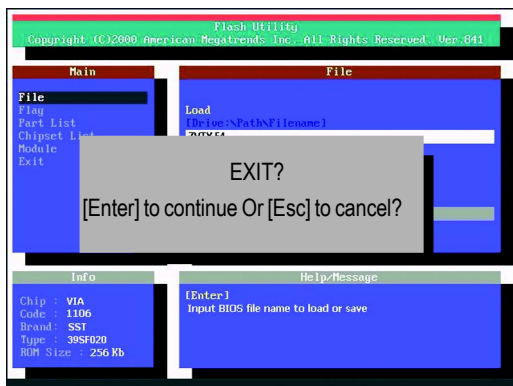 Flash Utility
Copyright (C)2000 American Megatrends Inc. All Rights Reserved. Ver:841
Main
File
Flag
Part List
Chipset List
Module
Exit
File
Load
[Drive:\Path\Filename]
EXIT?
[Enter] to continue Or [Esc] to cancel?
Info
Chip : VIA
Code : 1106
Brand: SST
Type : 39SF020
ROM Size : 256 Kb
Help/Message
[Enter]
Input BIOS file name to load or save